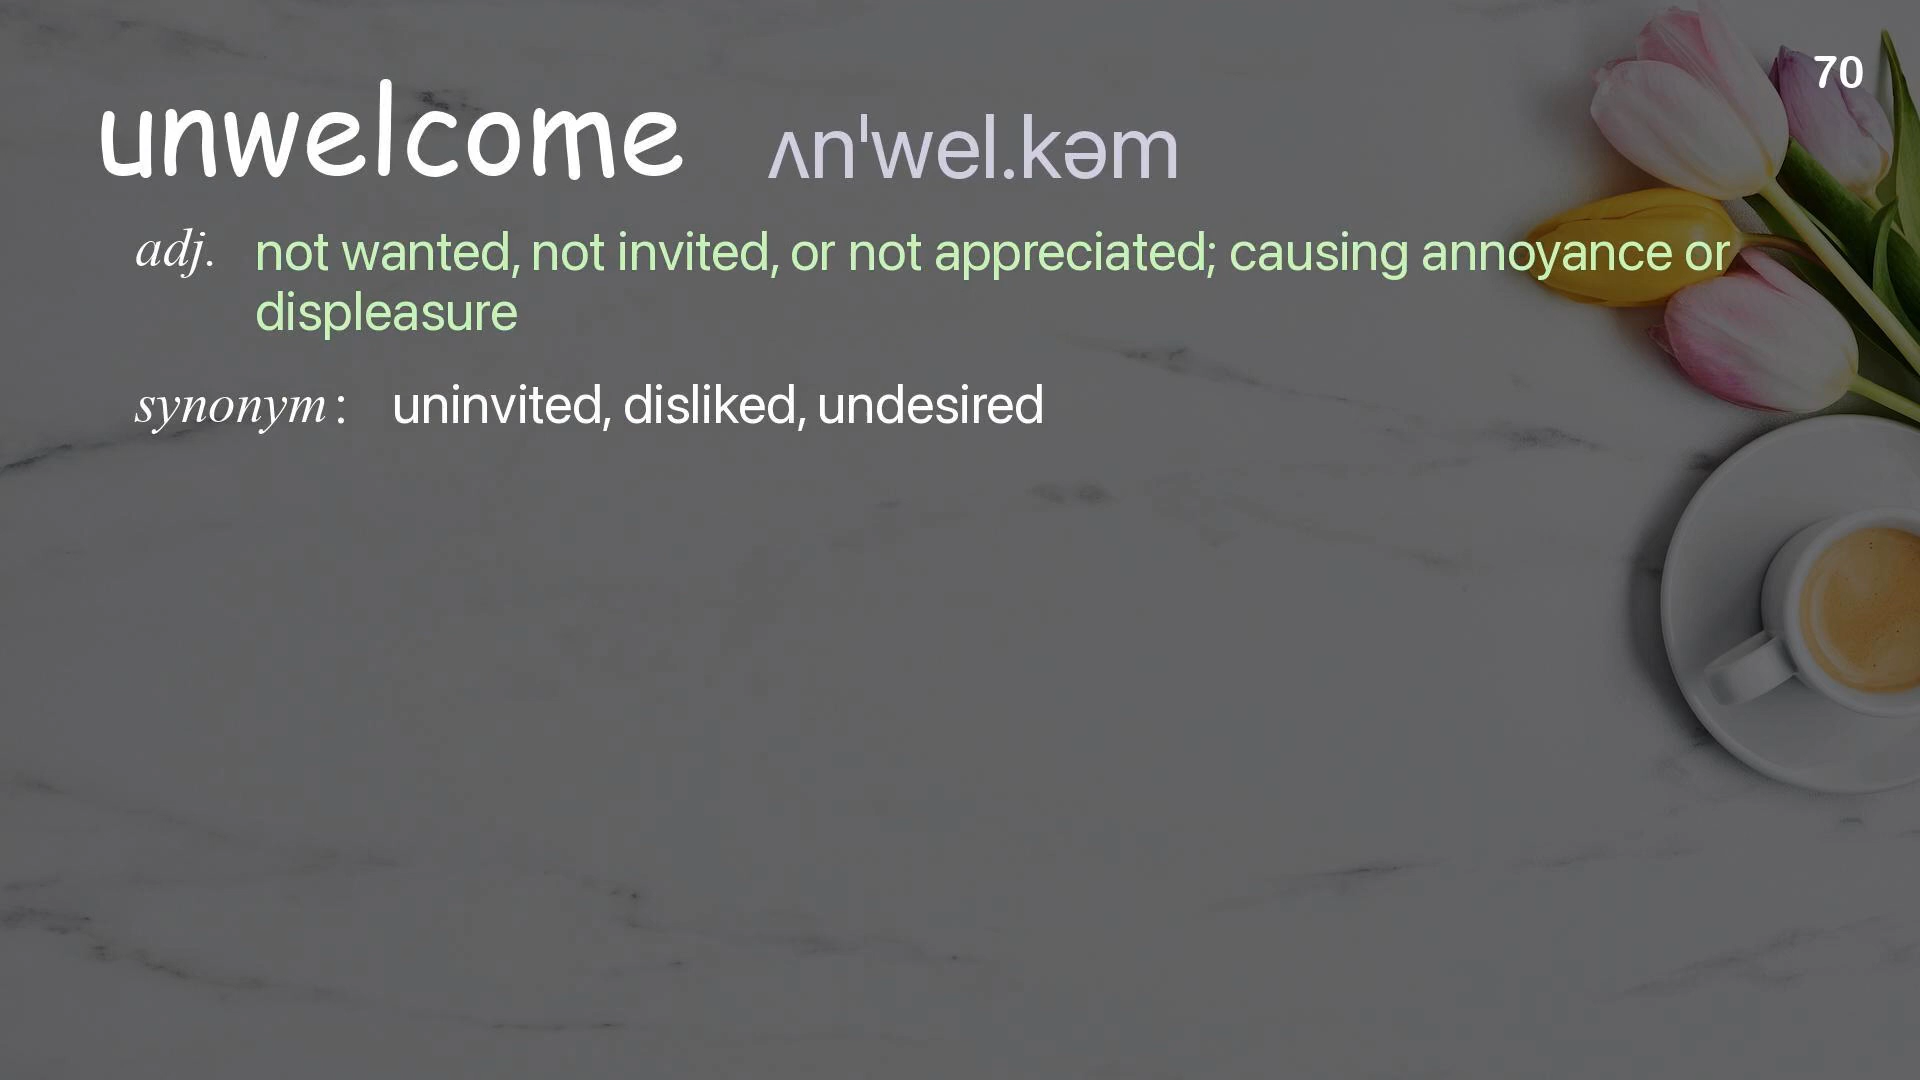 70
unwelcome ʌnˈwel.kəm
adj. not wanted, not invited, or not appreciated; causing annoyance or
displeasure
synonym: uninvited, disliked, undesired